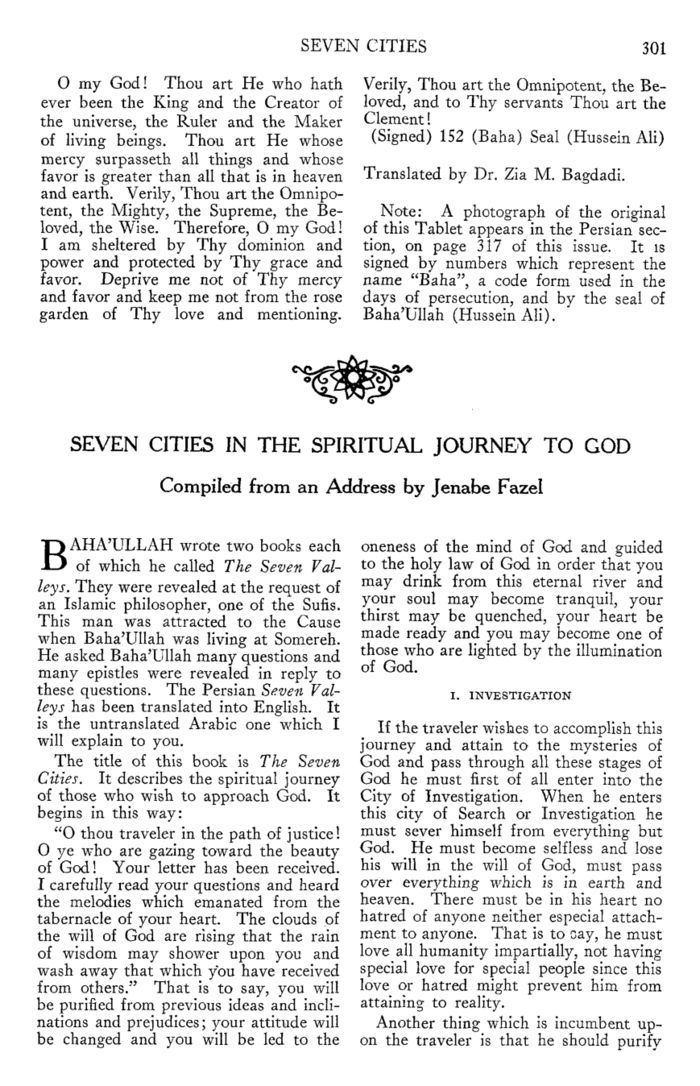 SEVEN CITIES
301
O my God! Thou art He who hath
ever been the King and the Creator of
the universe, the Ruler and the Maker
of living beings. Thou art He whose
mercy surpasseth all things and whose
favor is greater than all that is in heaven
and earth. Verily, Thou art the Omnipo-
tent, the Mighty, the Supreme, the Be-
loved, the Wise. Therefore, O my God!
I am sheltered by Thy dominion and
power and protected by Thy grace and
favor. Deprive me not of Thy mercy
and favor and keep me not from the rose
garden of Thy love and mentioning.
Verily, Thou art the Omnipotent, the Be-
loved, and to Thy servants Thou art the
Clement!
(Signed) 152 (Baha) Seal (Hussein Ali)
Translated by Dr. Zia M. Bagdadi.
Note: A photograph of the original
of this Tablet appears in the Persian sec-
tion, on page 317 of this issue. It is
signed by numbers which represent the
name "Baha", a code form used in the
days of persecution, and by the seal of
Baha'Ullah (Hussein Ali).
SEVEN CITIES IN THE SPIRITUAL JOURNEY TO GOD
Compiled from an Address by Jenabe Fazel
BAHA'ULLAH wrote two books each
of which he called The Seven Val-
leys. They were revealed at the request of
an Islamic philosopher, one of the Sufis.
This man was attracted to the Cause
when Baha'Ullah was living at Somereh.
He asked Baha'Ullah many questions and
many epistles were revealed in reply to
these questions. The Persian Seven Val-
leys has been translated into English. It
is the untranslated Arabic one which I
will explain to you.
The title of this book is The Seven
Cities. It describes the spiritual journey
of those who wish to approach God. It
begins in this way:
"O thou traveler in the path of justice!
O ye who are gazing toward the beauty
of God! Your letter has been received.
I carefully read your questions and heard
the melodies which emanated from the
tabernacle of your heart. The clouds of
the will of God are rising that the rain
of wisdom may shower upon you and
wash away that which you have received
from others." That is to say, you will
be purified from previous ideas and incli-
nations and prejudices; your attitude will
be changed and you will be led to the
oneness of the mind of God and guided
to the holy law of God in order that you
may drink from this eternal river and
your soul may become tranquil, your
thirst may be quenched, your heart be
made ready and you may become one of
those who are lighted by the illumination
of God.
I. INVESTIGATION
If the traveler wishes to accomplish this
journey and attain to the mysteries of
God and pass through all these stages of
God he must first of all enter into the
City of Investigation. When he enters
this city of Search or Investigation he
must sever himself from everything but
God. He must become selfless and lose
his will in the will of God, must pass
over everything which is in earth and
heaven. There must be in his heart no
hatred of anyone neither especial attach-
ment to anyone. That is to say, he must
love all humanity impartially, not having
special love for special people since this
love or hatred might prevent him from
attaining to reality.
Another thing which is incumbent up-
on the traveler is that he should purify